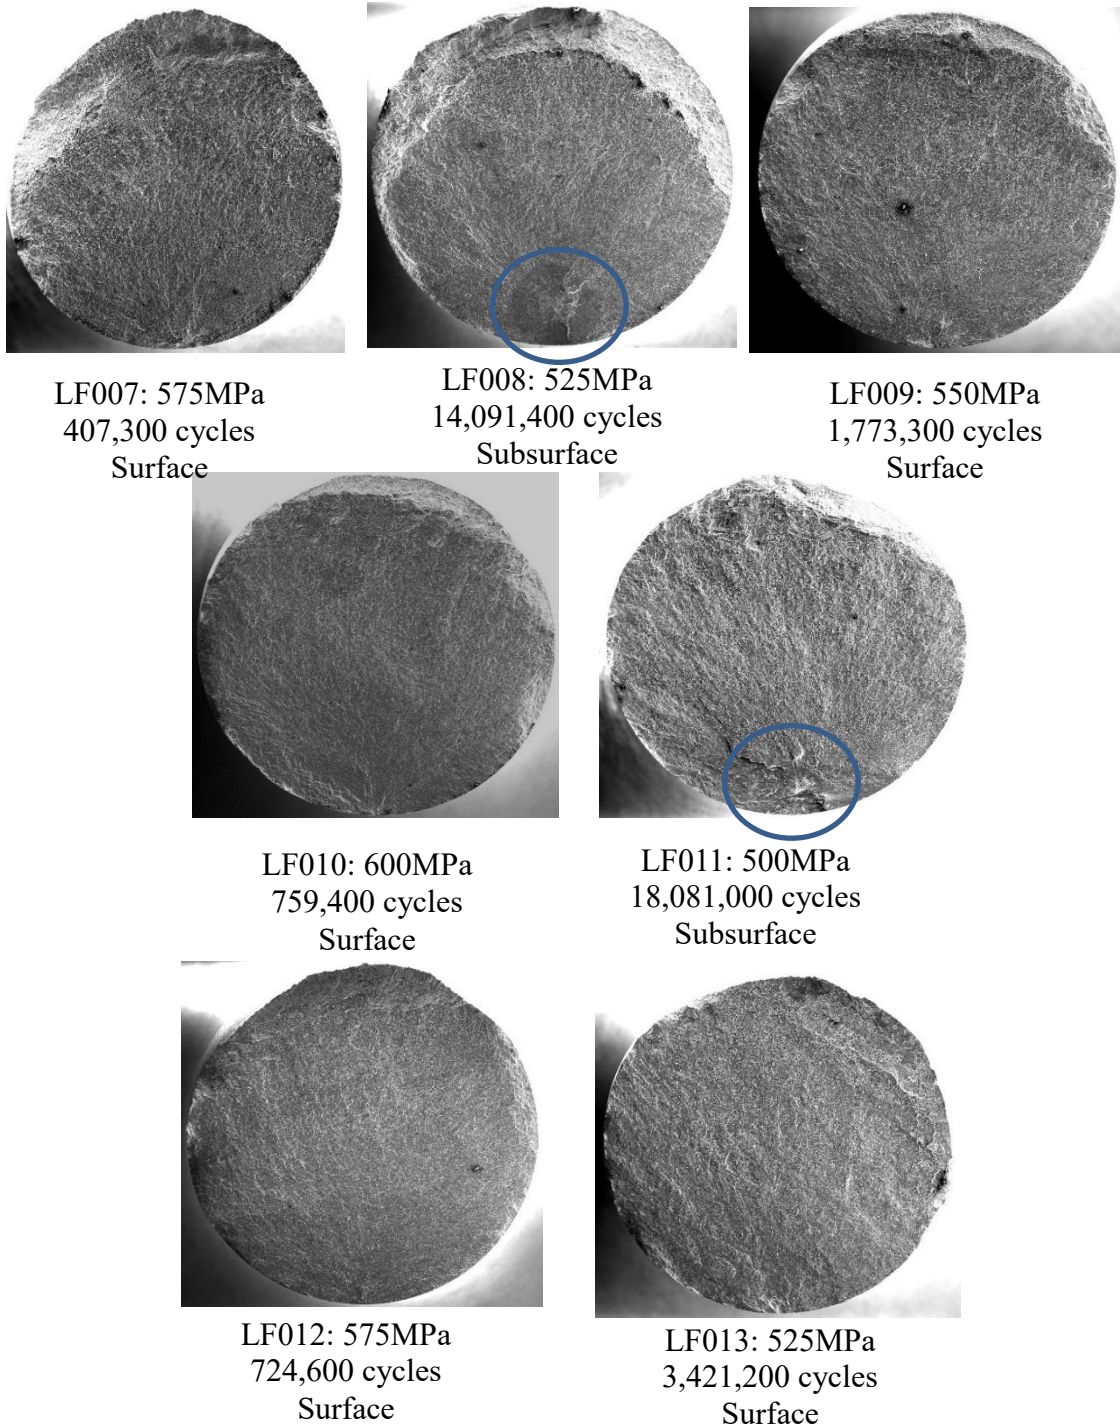 LF007: 575MPa
407,300 cycles
Surface
LF008: 525MPa
14,091,400 cycles
Subsurface
LF009: 550MPa
1,773,300 cycles
Surface
LF010: 600MPa
759,400 cycles
Surface
LF011: 500MPa
18,081,000 cycles
Subsurface
LF012: 575MPa
724,600 cycles
Surface
LF013: 525MPa
3,421,200 cycles
Surface